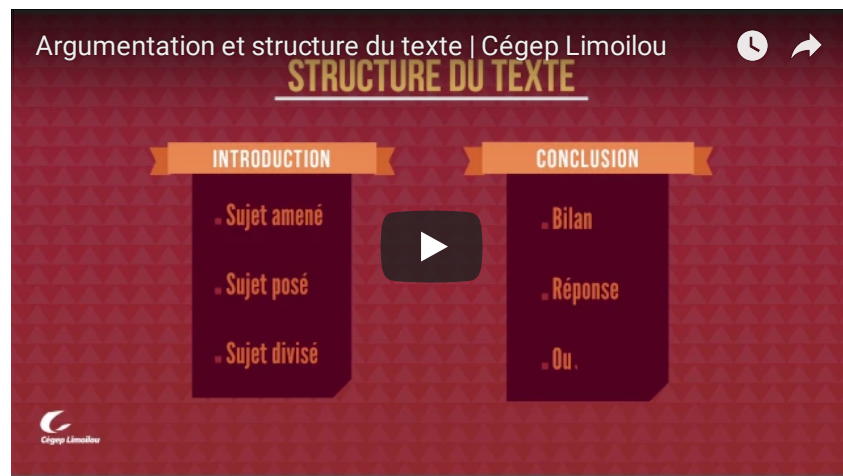 Argumentation et structure du texte | Cégep Limoilou
STRUCTURE DU TEXTE
INTRODUCTION
Sujet amené
Sujet posé
Sujet divisé
CONCLUSION
Bilan
Réponse
Ou
Cégep Limoilou